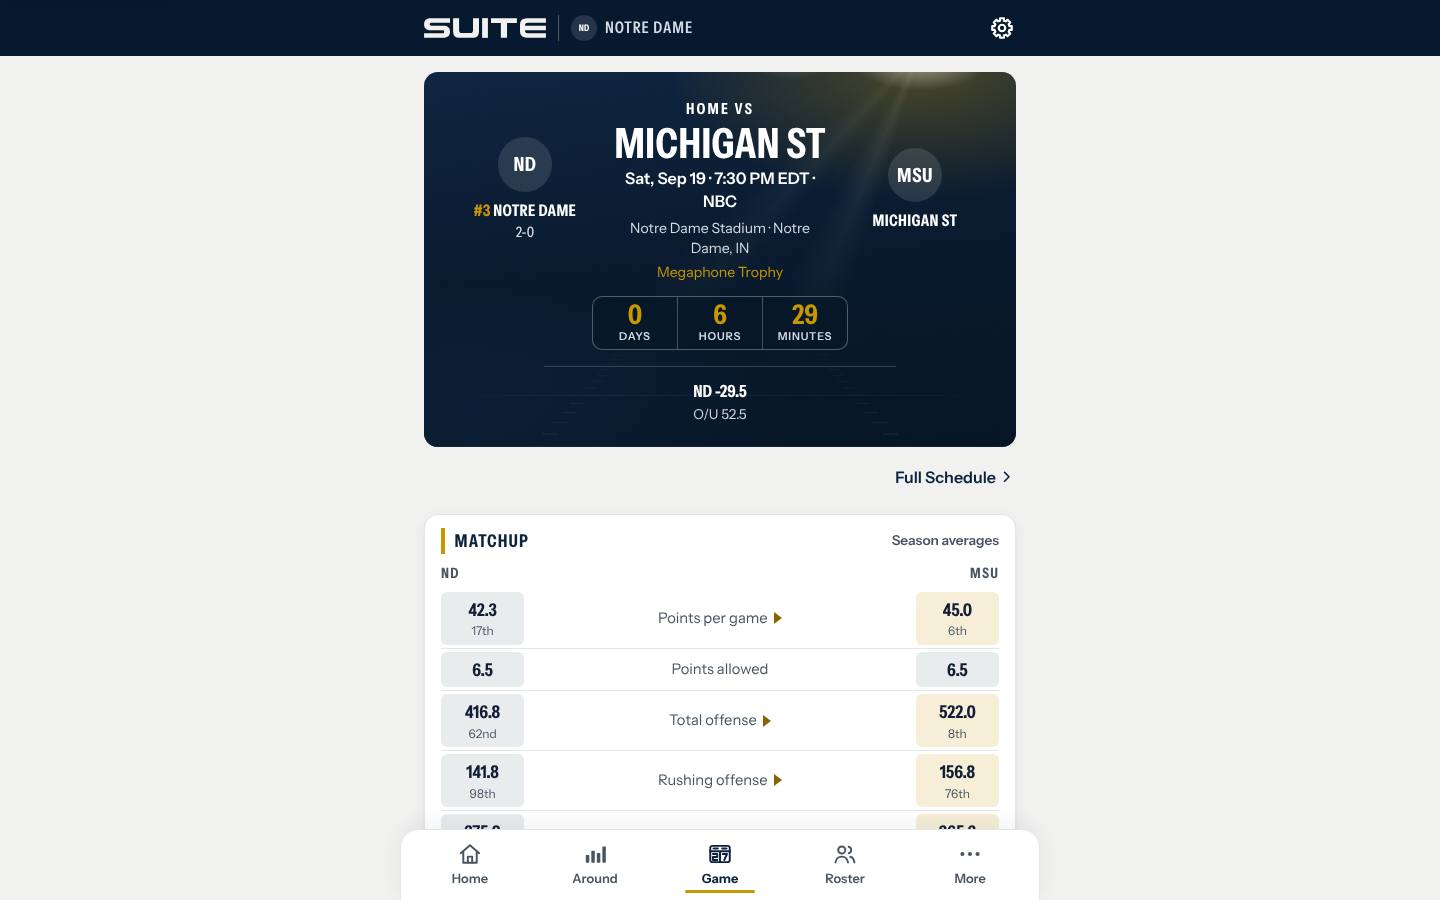 SUITE
ND NOTRE DAME
HOME VS
MICHIGAN ST
Sat, Sep 19 · 7:30 PM EDT ·
NBC
Notre Dame Stadium · Notre
Dame, IN
Megaphone Trophy
ND
#3 NOTRE DAME
2-0
MSU
MICHIGAN ST
0 DAYS
6 HOURS
29 MINUTES
ND -29.5
O/U 52.5
Full Schedule
MATCHUP
Season averages
ND
MSU
42.3 Points per game 45.0
17th 6th
6.5 Points allowed 6.5
416.8 Total offense 522.0
62nd 8th
141.8 Rushing offense 156.8
98th 76th
Home
Around
Game
Roster
More